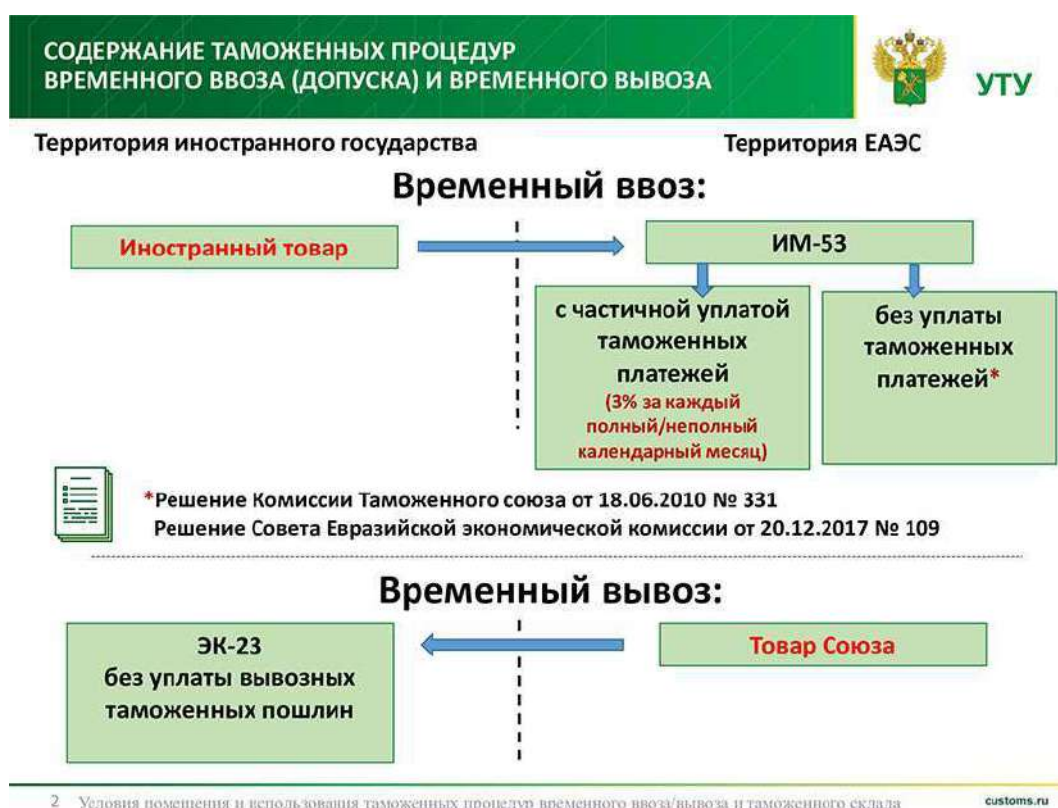 СОДЕРЖАНИЕ ТАМОЖЕННЫХ ПРОЦЕДУР
ВРЕМЕННОГО ВВОЗА (ДОПУСКА) И ВРЕМЕННОГО ВЫВОЗА
УТУ
Территория иностранного государства
Территория ЕАЭС
Временный ввоз:
Иностранный товар
ИМ-53
с частичной уплатой
таможенных
платежей
(3% за каждый
полный/неполный
календарный месяц)
без уплаты
таможенных
платежей*
*Решение Комиссии Таможенного союза от 18.06.2010 № 331
Решение Совета Евразийской экономической комиссии от 20.12.2017 № 109
Временный вывоз:
ЭК-23
без уплаты вывозных
таможенных пошлин
Товар Союза
2 Условия помещения и использования таможенных процедур временного ввоза/вывоза и таможенного склада
customs.ru